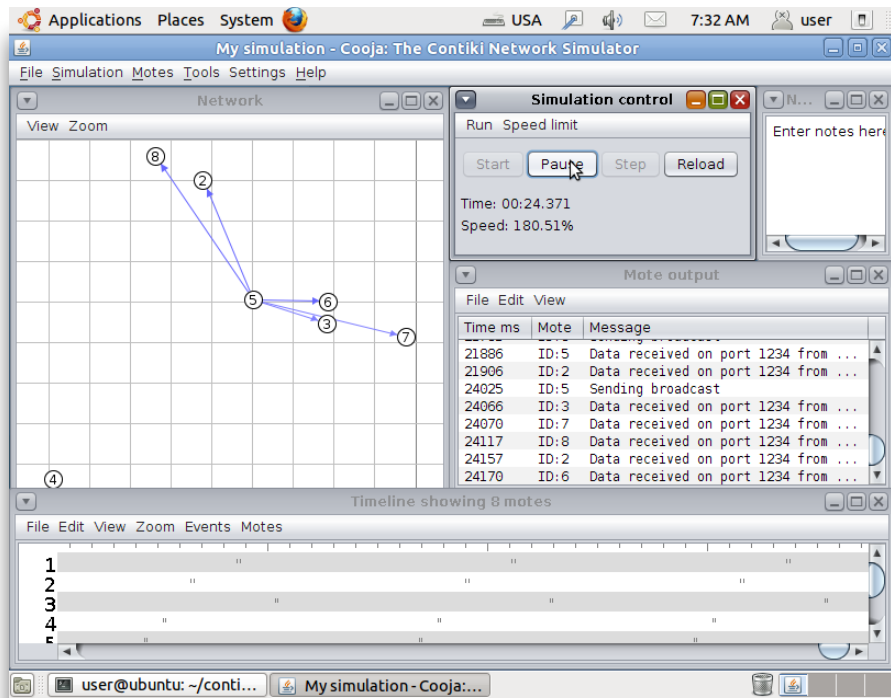 Applications Places System USA 7:32 AM user
My simulation - Cooja: The Contiki Network Simulator
File Simulation Motes Tools Settings Help
Network
View Zoom
8
2
5
6
3
7
4
Simulation control
Run Speed limit
Start Pause Step Reload
Time: 00:24.371
Speed: 180.51%
N...
Enter notes here
Mote output
File Edit View
Time ms Mote Message
21886 ID:5 Data received on port 1234 from ...
21906 ID:2 Data received on port 1234 from ...
24025 ID:5 Sending broadcast
24066 ID:3 Data received on port 1234 from ...
24070 ID:7 Data received on port 1234 from ...
24117 ID:8 Data received on port 1234 from ...
24157 ID:2 Data received on port 1234 from ...
24170 ID:6 Data received on port 1234 from ...
Timeline showing 8 motes
File Edit View Zoom Events Motes
1
2
3
4
5
user@ubuntu: ~/conti... My simulation - Cooja:...